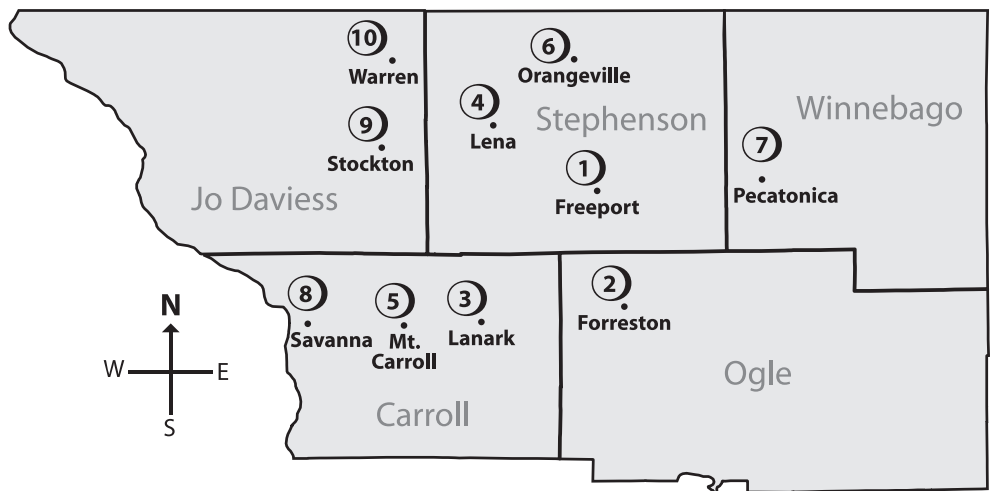 10
Warren
9
Stockton
Jo Daviess
6
Orangeville
4
Lena
Stephenson
1
Freeport
Winnebago
7
Pecatonica
8
Savanna
5
Mt.
Carroll
3
Lanark
Carroll
2
Forreston
Ogle
N
W
E
S